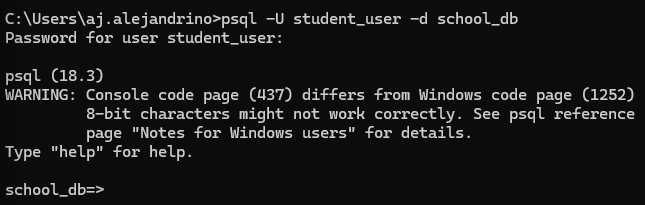 C:\Users\aj.alejandrino>psql -U student_user -d school_db
Password for user student_user:
psql (18.3)
WARNING: Console code page (437) differs from Windows code page (1252)
         8-bit characters might not work correctly. See psql reference
         page "Notes for Windows users" for details.
Type "help" for help.
school_db=>